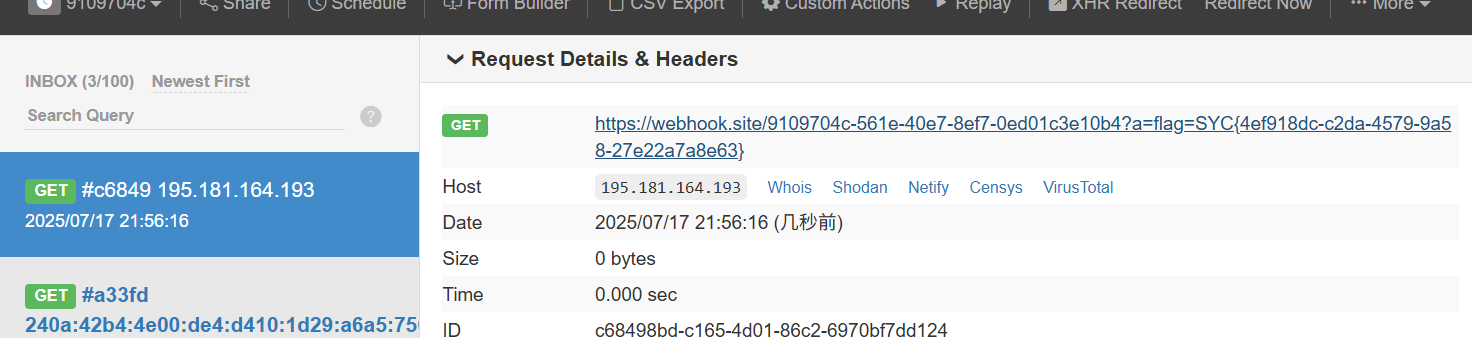 9109704c Share Schedule Form Builder CSV Export Custom Actions Replay XHR Redirect Redirect Now ... More
INBOX (3/100) Newest First
Search Query ?
GET #c6849 195.181.164.193
2025/07/17 21:56:16
GET #a33fd
240a:42b4:4e00:de4:d410:1d29:a6a5:75
Request Details & Headers
GET https://webhook.site/9109704c-561e-40e7-8ef7-0ed01c3e10b4?a=flag=SYC{4ef918dc-c2da-4579-9a5
8-27e22a7a8e63}
Host 195.181.164.193 Whois Shodan Netify Censys VirusTotal
Date 2025/07/17 21:56:16 (几秒前)
Size 0 bytes
Time 0.000 sec
ID c68498bd-c165-4d01-86c2-6970bf7dd124